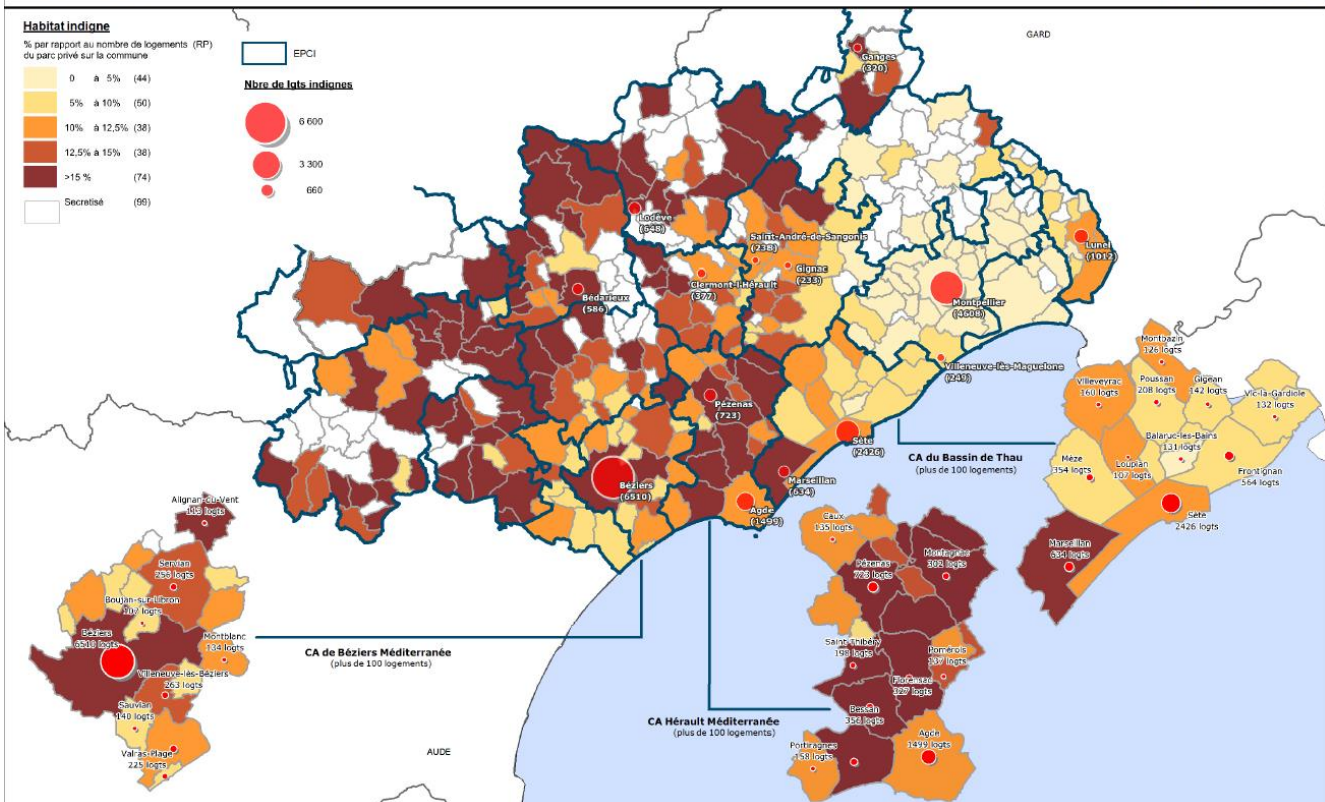 Habitat indigne
% par rapport au nombre de logements (RP)
du parc privé sur la commune
0 à 5% (44)
5% à 10% (50)
10% à 12,5% (38)
12,5% à 15% (38)
>15 % (74)
Secretisé (99)
EPCI
Nbre de lgts indignes
6 600
3 300
660
GARD
Ganges
(320)
Lodève
(648)
Saint-André-de-Sangonis
(238)
Gignac
(233)
Clermont-l'Hérault
(377)
Lunel
(1012)
Bédarieux
(586)
Montpellier
(4608)
Villeneuve-lès-Maguelone
(249)
Pézenas
(723)
Sète
(2426)
Béziers
(6510)
Marseillan
(634)
Agde
(1499)
CA du Bassin de Thau
(plus de 100 logements)
Montbazin
126 logts
Villeveyrac
160 logts
Poussan
208 logts
Gigean
142 logts
Vic-la-Gardiole
132 logts
Balaruc-les-Bains
131 logts
Mèze
354 logts
Loupian
107 logts
Frontignan
564 logts
Sète
2426 logts
Marseillan
634 logts
Alignan-du-Vent
113 logts
Servian
256 logts
Boujan-sur-Libron
107 logts
Béziers
6510 logts
Montblanc
134 logts
Villeneuve-lès-Béziers
263 logts
Sauvian
140 logts
Valras-Plage
225 logts
CA de Béziers Méditerranée
(plus de 100 logements)
Caux
135 logts
Montagnac
302 logts
Pézenas
723 logts
Saint-Thibéry
198 logts
Pomérols
137 logts
Florensac
327 logts
Bessan
356 logts
Portiragnes
158 logts
Agde
1499 logts
CA Hérault Méditerranée
(plus de 100 logements)
AUDE